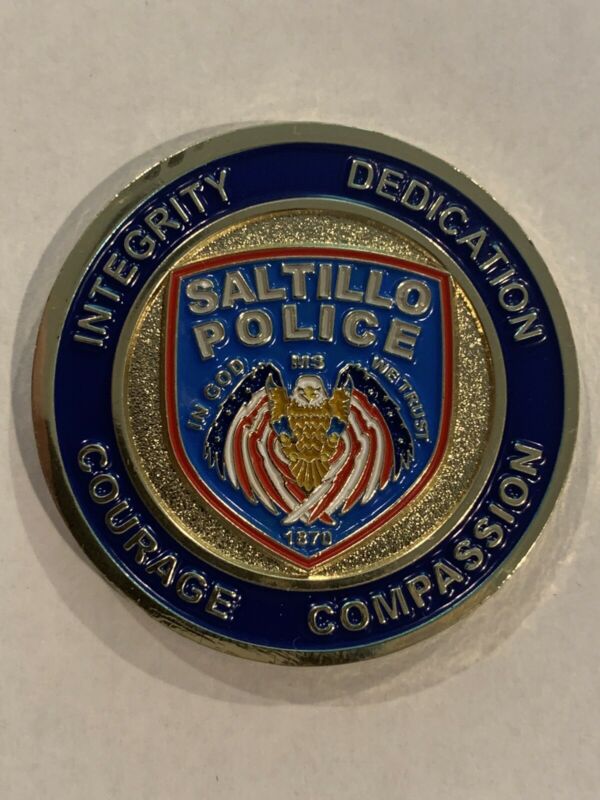 INTEGRITY
DEDICATION
SALTILLO
POLICE
IN GOD MS WE TRUST
1870
COURAGE
COMPASSION